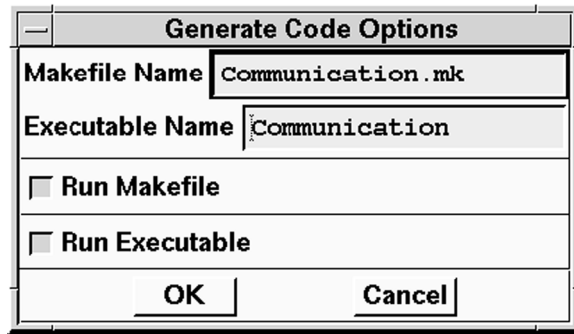 Generate Code Options
Makefile Name Communication.mk
Executable Name Communication
Run Makefile
Run Executable
OK Cancel